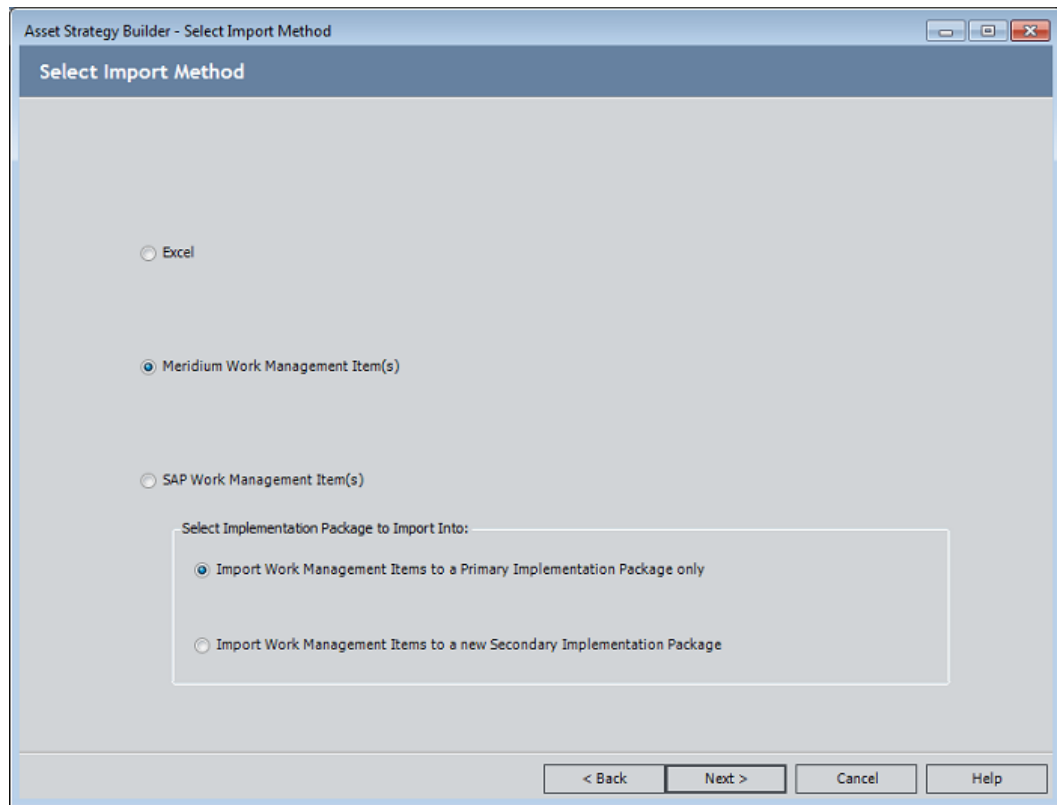 Asset Strategy Builder - Select Import Method
Select Import Method
Excel
Meridium Work Management Item(s)
SAP Work Management Item(s)
Select Implementation Package to Import Into:
Import Work Management Items to a Primary Implementation Package only
Import Work Management Items to a new Secondary Implementation Package
< Back Next > Cancel Help